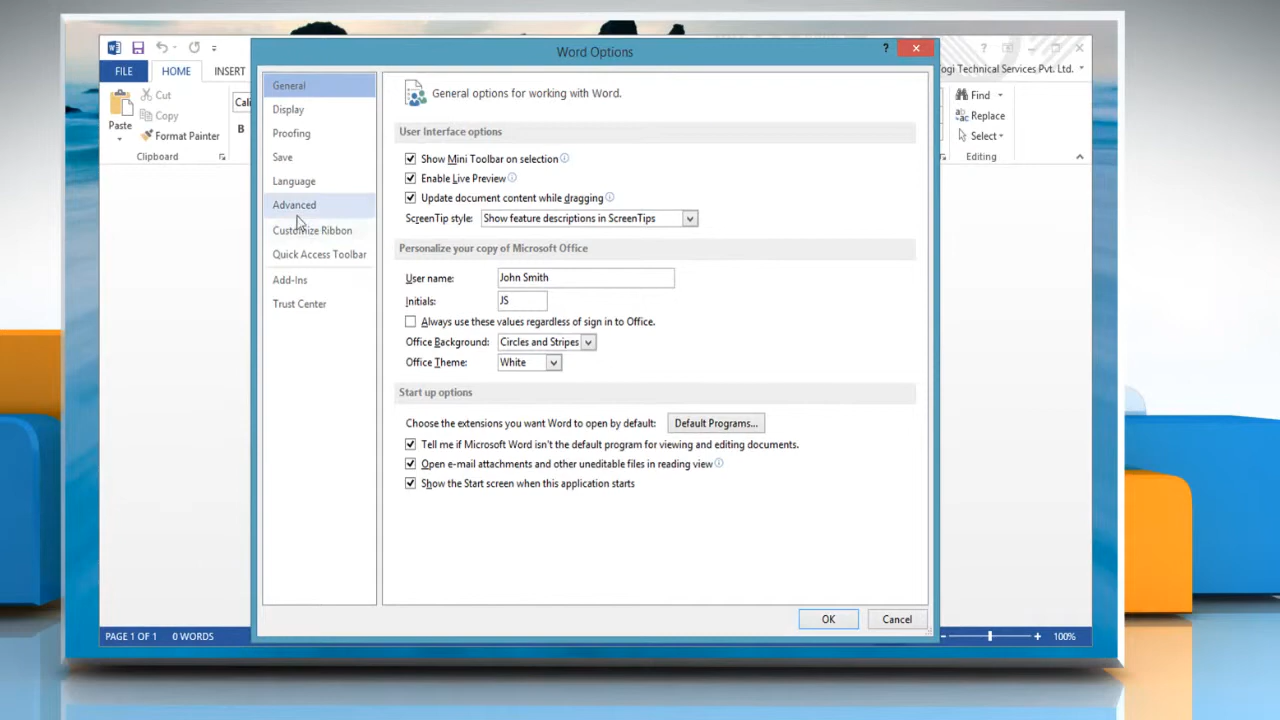 Word Options
?
FILE
HOME
INSERT
ogi Technical Services Pvt. Ltd.
Paste
Cut
Copy
Format Painter
Clipboard
Cali
B
Find
Replace
Select
Editing
General
Display
Proofing
Save
Language
Advanced
Customize Ribbon
Quick Access Toolbar
Add-Ins
Trust Center
General options for working with Word.
User Interface options
Show Mini Toolbar on selection
Enable Live Preview
Update document content while dragging
ScreenTip style: Show feature descriptions in ScreenTips
Personalize your copy of Microsoft Office
User name: John Smith
Initials: JS
Always use these values regardless of sign in to Office.
Office Background: Circles and Stripes
Office Theme: White
Start up options
Choose the extensions you want Word to open by default: Default Programs...
Tell me if Microsoft Word isn't the default program for viewing and editing documents.
Open e-mail attachments and other uneditable files in reading view
Show the Start screen when this application starts
OK Cancel
PAGE 1 OF 1 0 WORDS
100%